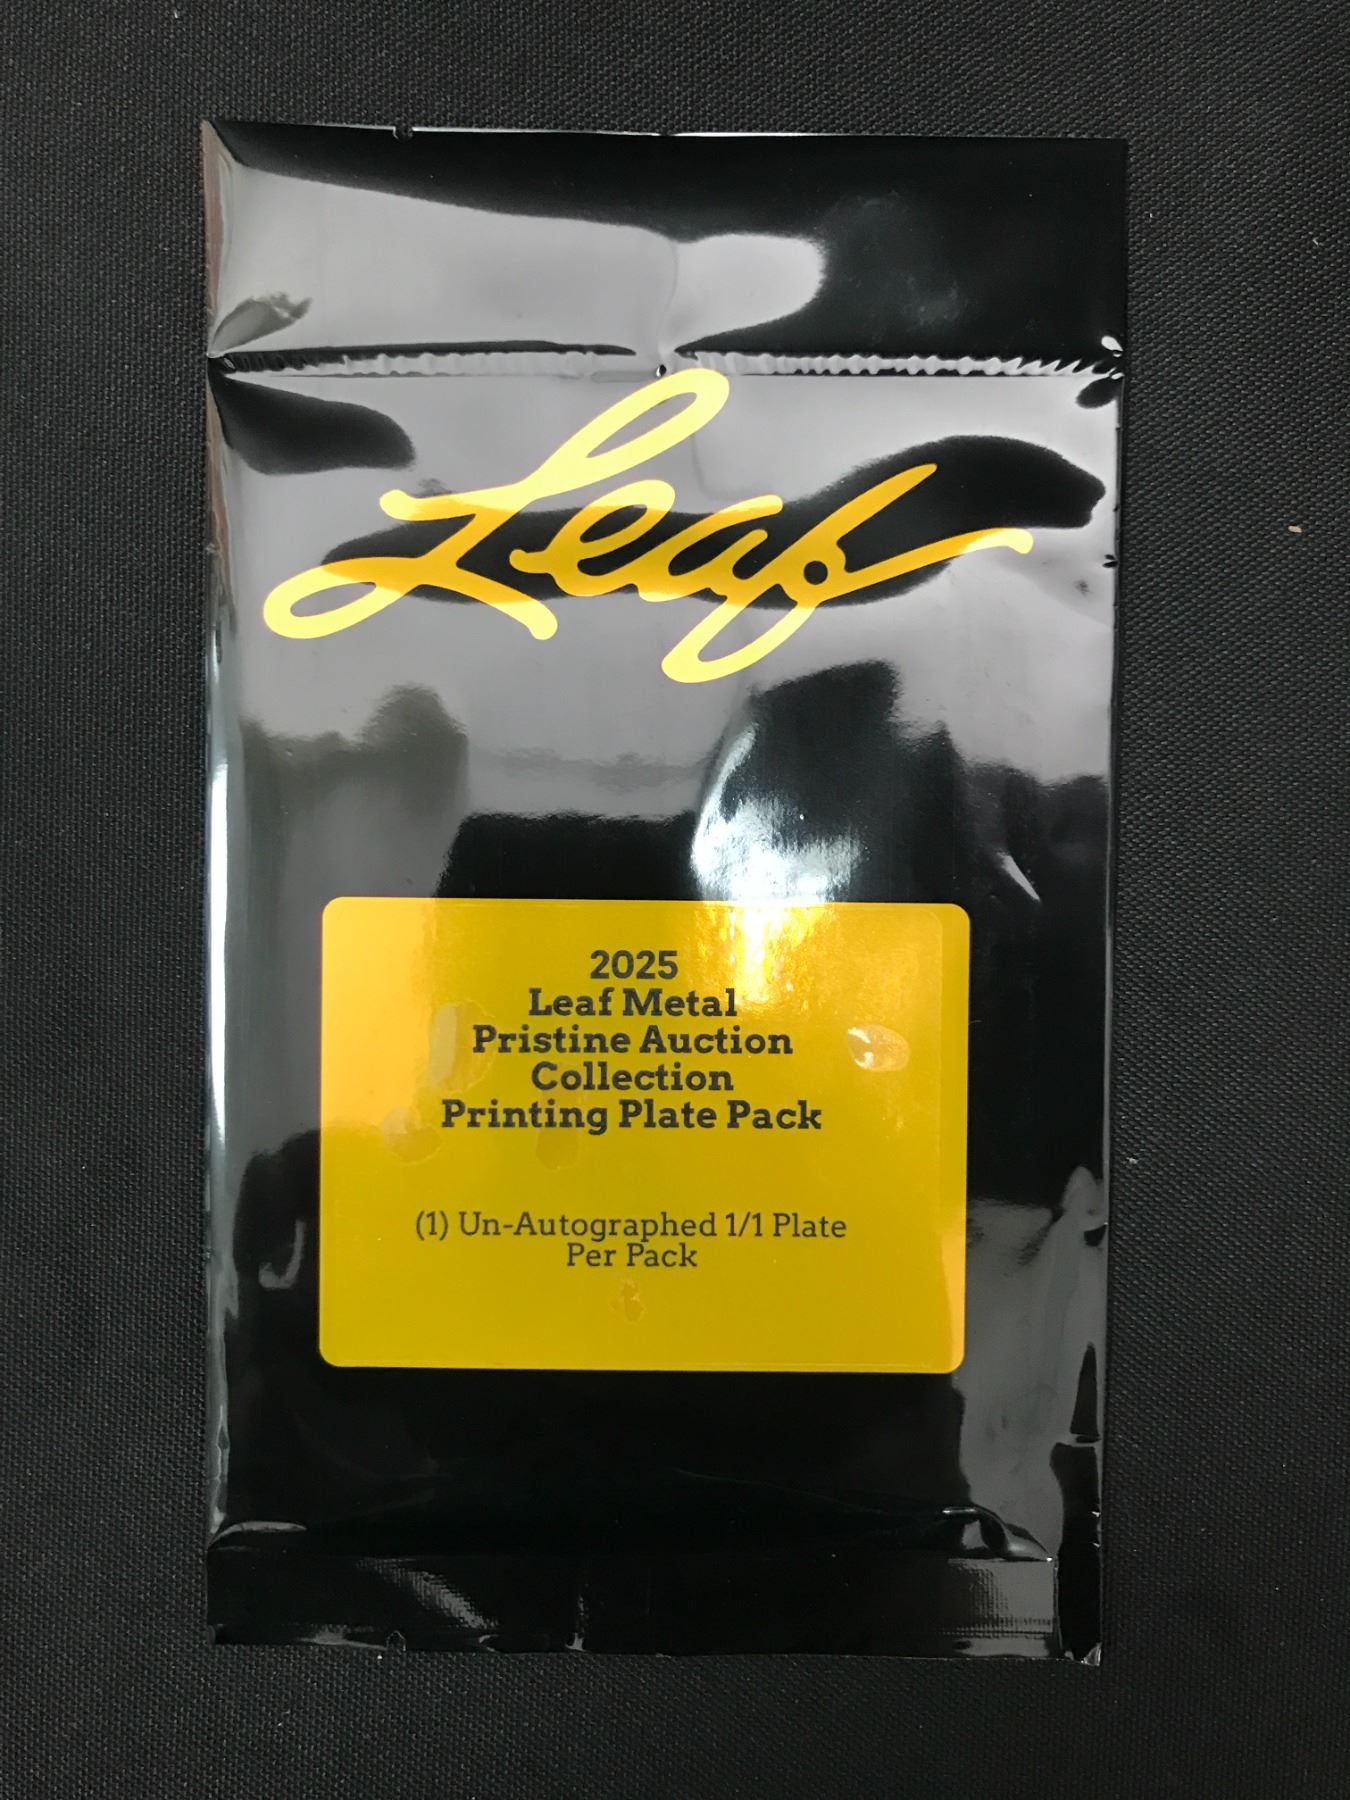 Leaf
2025
Leaf Metal
Pristine Auction
Collection
Printing Plate Pack
(1) Un-Autographed 1/1 Plate
Per Pack